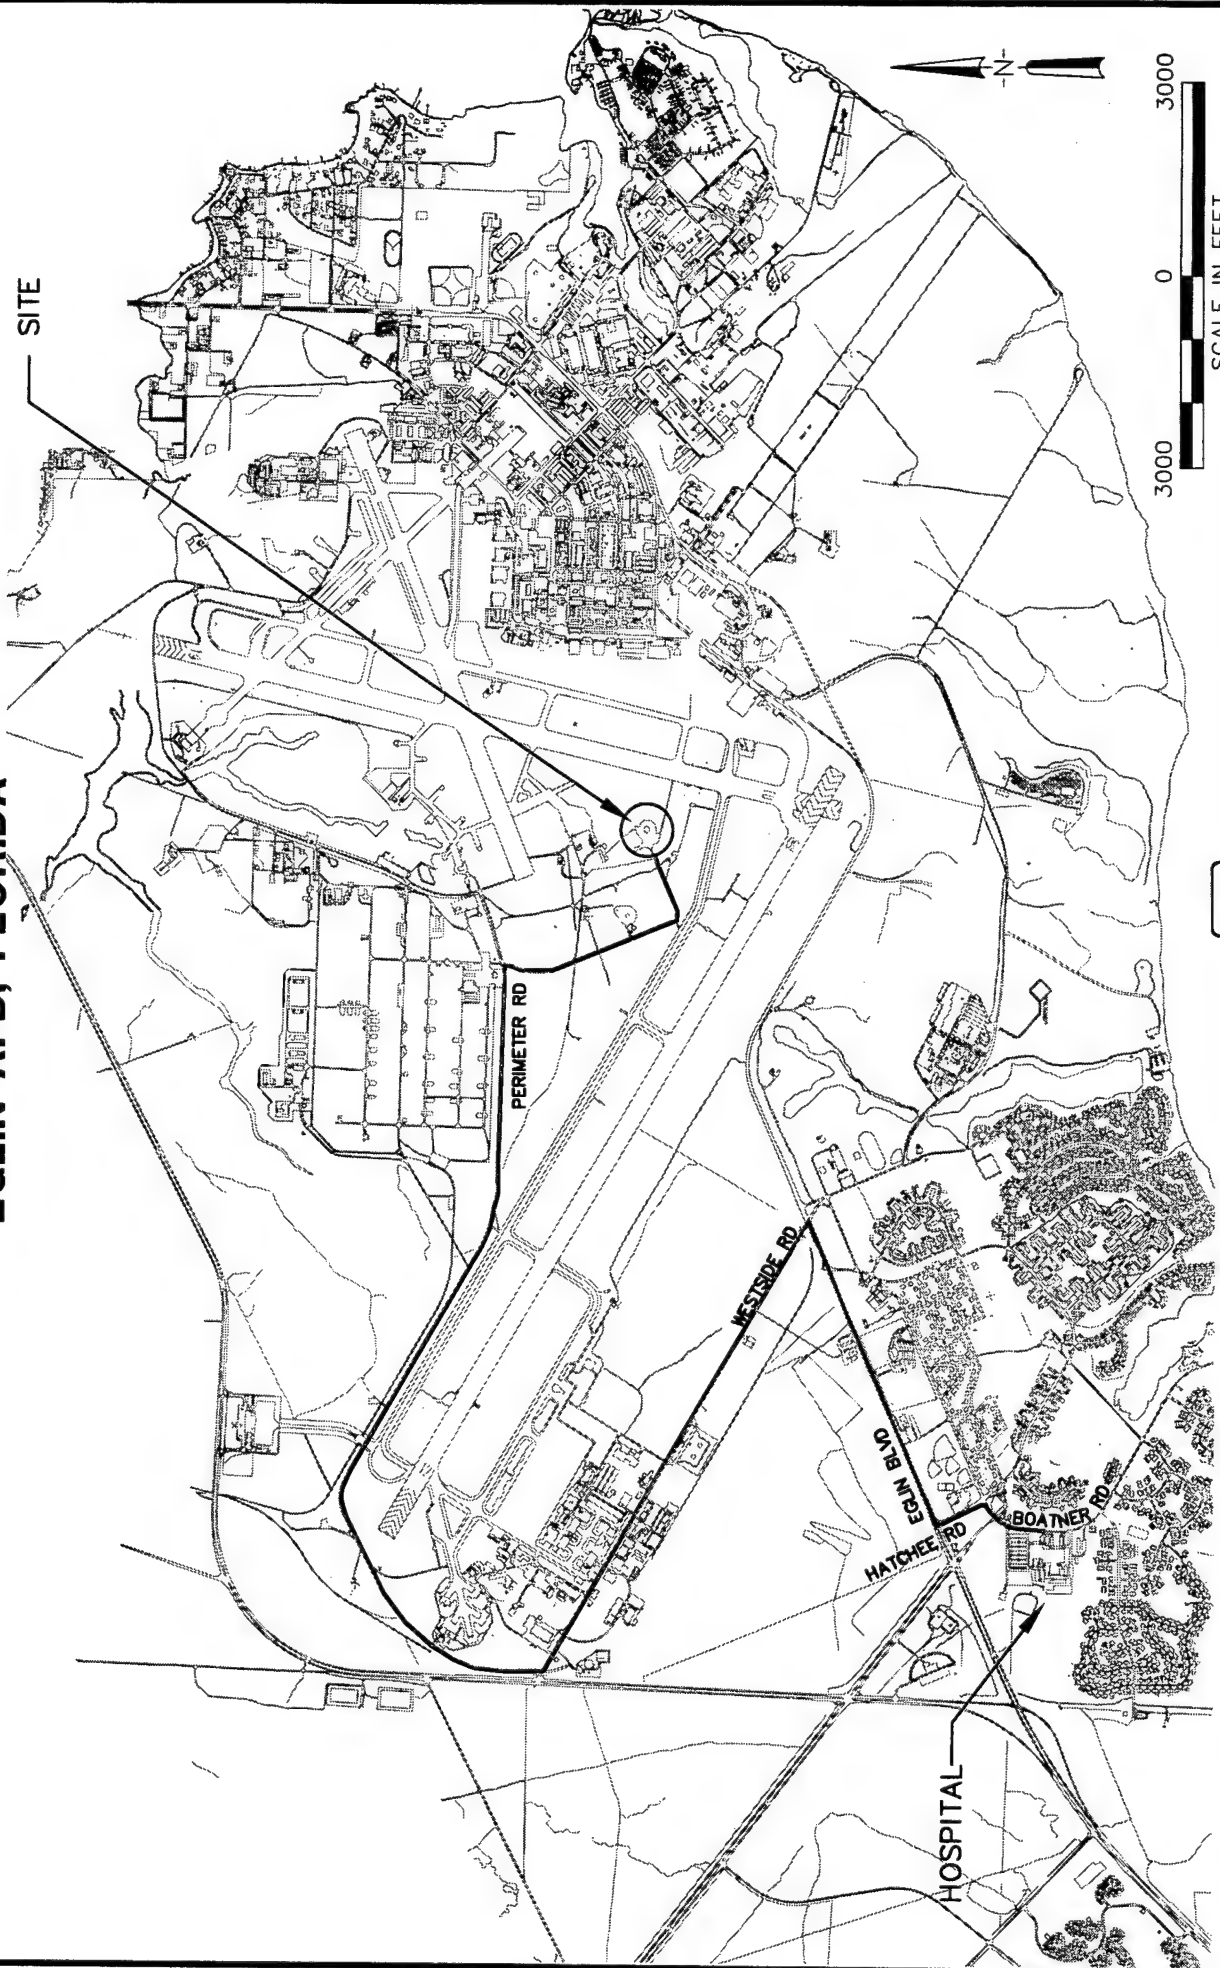 EGLIN AFB, FLORIDA
SITE
-N-
3000 0 3000
SCALE IN FEET
PERIMETER RD
WESTSIDE RD
EGLIN BLVD
HATCHEE RD
BOATNER RD
HOSPITAL